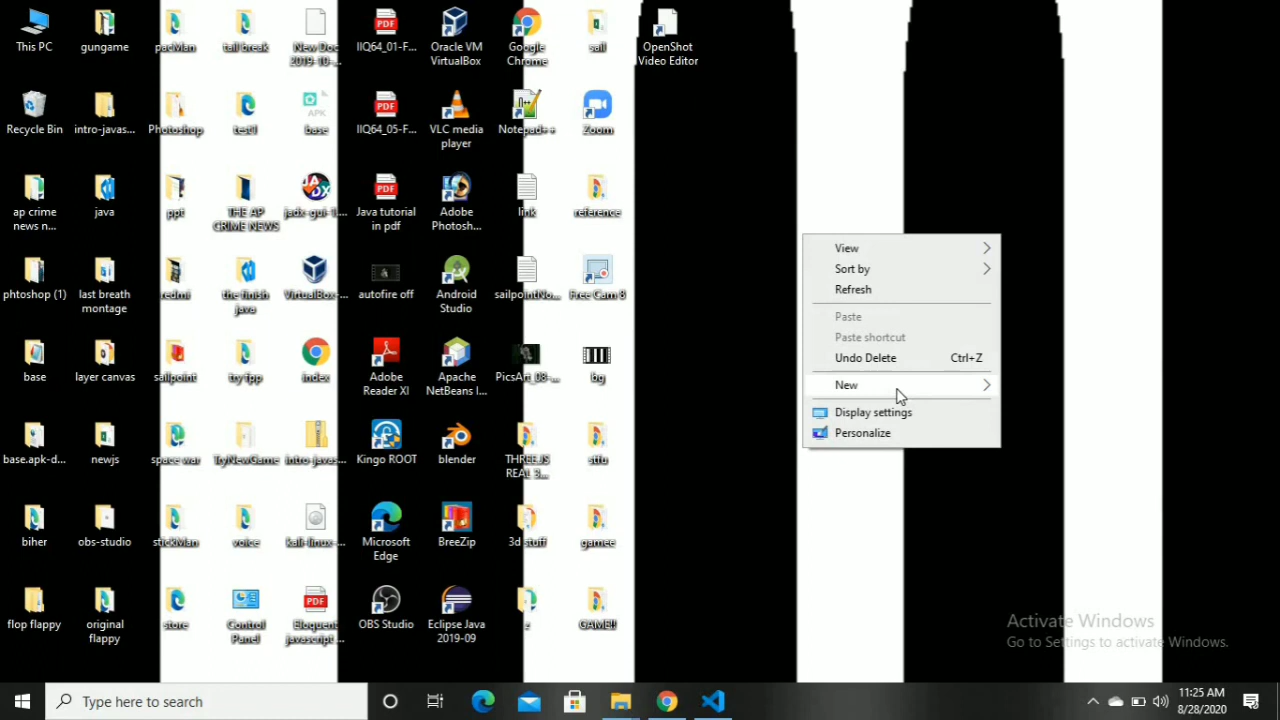 This PC
gungame
pacMan
tail break
New Doc
2019-10-...
IIQ64_01-F...
Oracle VM
VirtualBox
Google
Chrome
sail
OpenShot
Video Editor
Recycle Bin
intro-javas...
Photoshop
test1
base
APK
IIQ64_05-F...
VLC media
player
Notepad++
Zoom
ap crime
news n...
java
ppt
THE AP
CRIME NEWS
jadx-gui-1....
Java tutorial
in pdf
Adobe
Photosh...
link
reference
phtoshop (1)
last breath
montage
redmi
the finish
java
VirtualBox-...
autofire off
Android
Studio
sailpointNo...
Free Cam 8
base
layer canvas
sailpoint
try fpp
index
Adobe
Reader XI
Apache
NetBeans I...
PicsArt_08-...
bg
base.apk-d...
newjs
space war
TryNewGame
intro-javas...
Kingo ROOT
blender
THREE.JS
REAL 3...
stfu
biher
obs-studio
stickMan
voice
kali-linux-...
Microsoft
Edge
BreeZip
3d stuff
gamee
flop flappy
original
flappy
store
Control
Panel
PDF
Eloquent
javascript ...
OBS Studio
Eclipse Java
2019-09
z
GAME!!
View
Sort by
Refresh
Paste
Paste shortcut
Undo Delete Ctrl+Z
New
Display settings
Personalize
Activate Windows
Go to Settings to activate Windows.
Type here to search
11:25 AM
8/28/2020